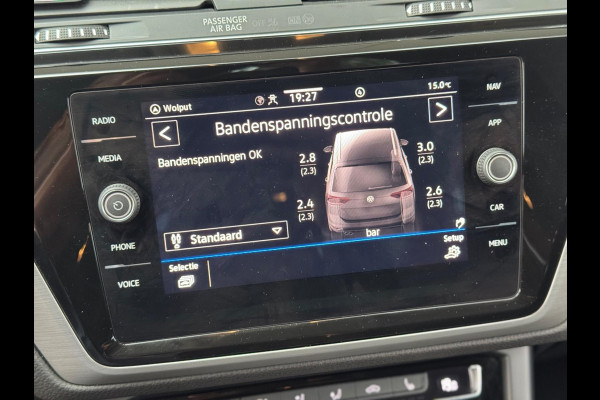 PASSENGER
AIR BAG
RADIO
MEDIA
PHONE
VOICE
Wolput
19:27
15.0°C
Bandenspanningscontrole
Bandenspanningen OK
2.8
(2.3)
3.0
(2.3)
2.4
(2.3)
2.6
(2.3)
Standaard
bar
Selectie
Setup
NAV
APP
CAR
MENU